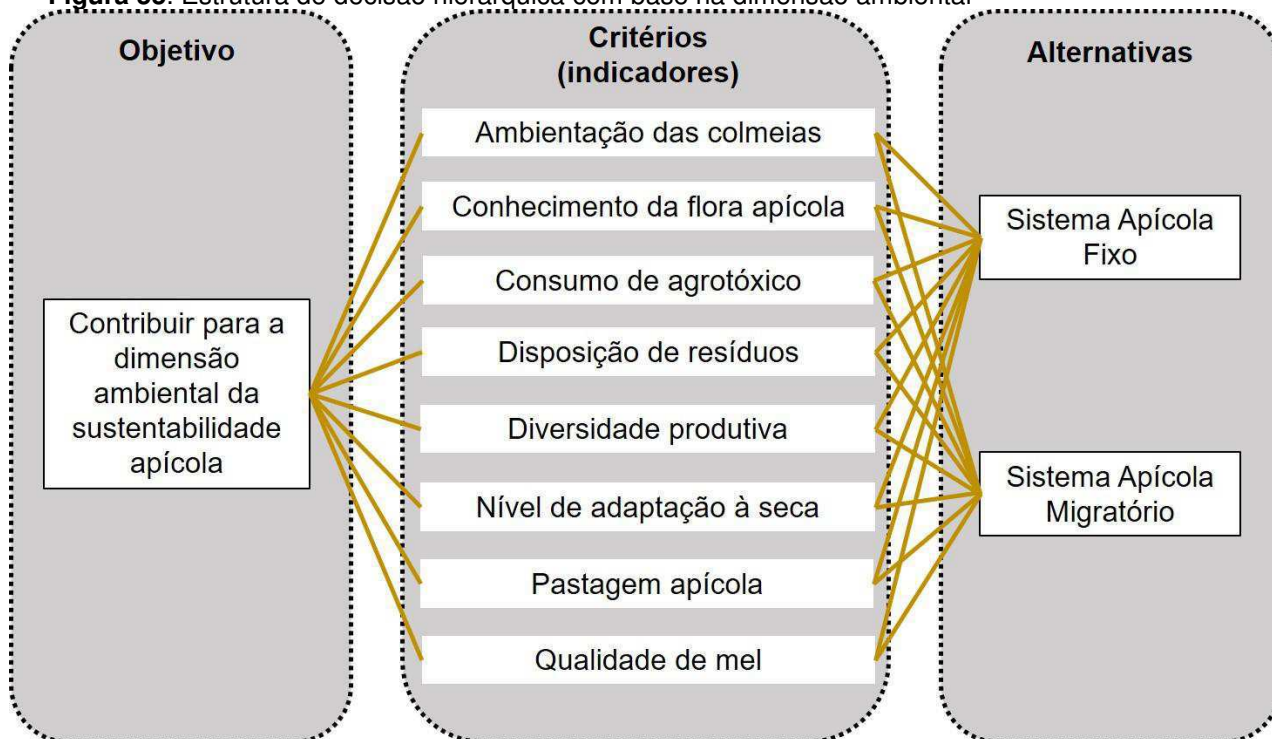 Figura 33. Estrutura de decisão hierárquica com base na dimensão ambiental
Objetivo
Contribuir para a
dimensão
ambiental da
sustentabilidade
apícola
Critérios
(indicadores)
Ambientação das colmeias
Conhecimento da flora apícola
Consumo de agrotóxico
Disposição de resíduos
Diversidade produtiva
Nível de adaptação à seca
Pastagem apícola
Qualidade de mel
Alternativas
Sistema Apícola
Fixo
Sistema Apícola
Migratório